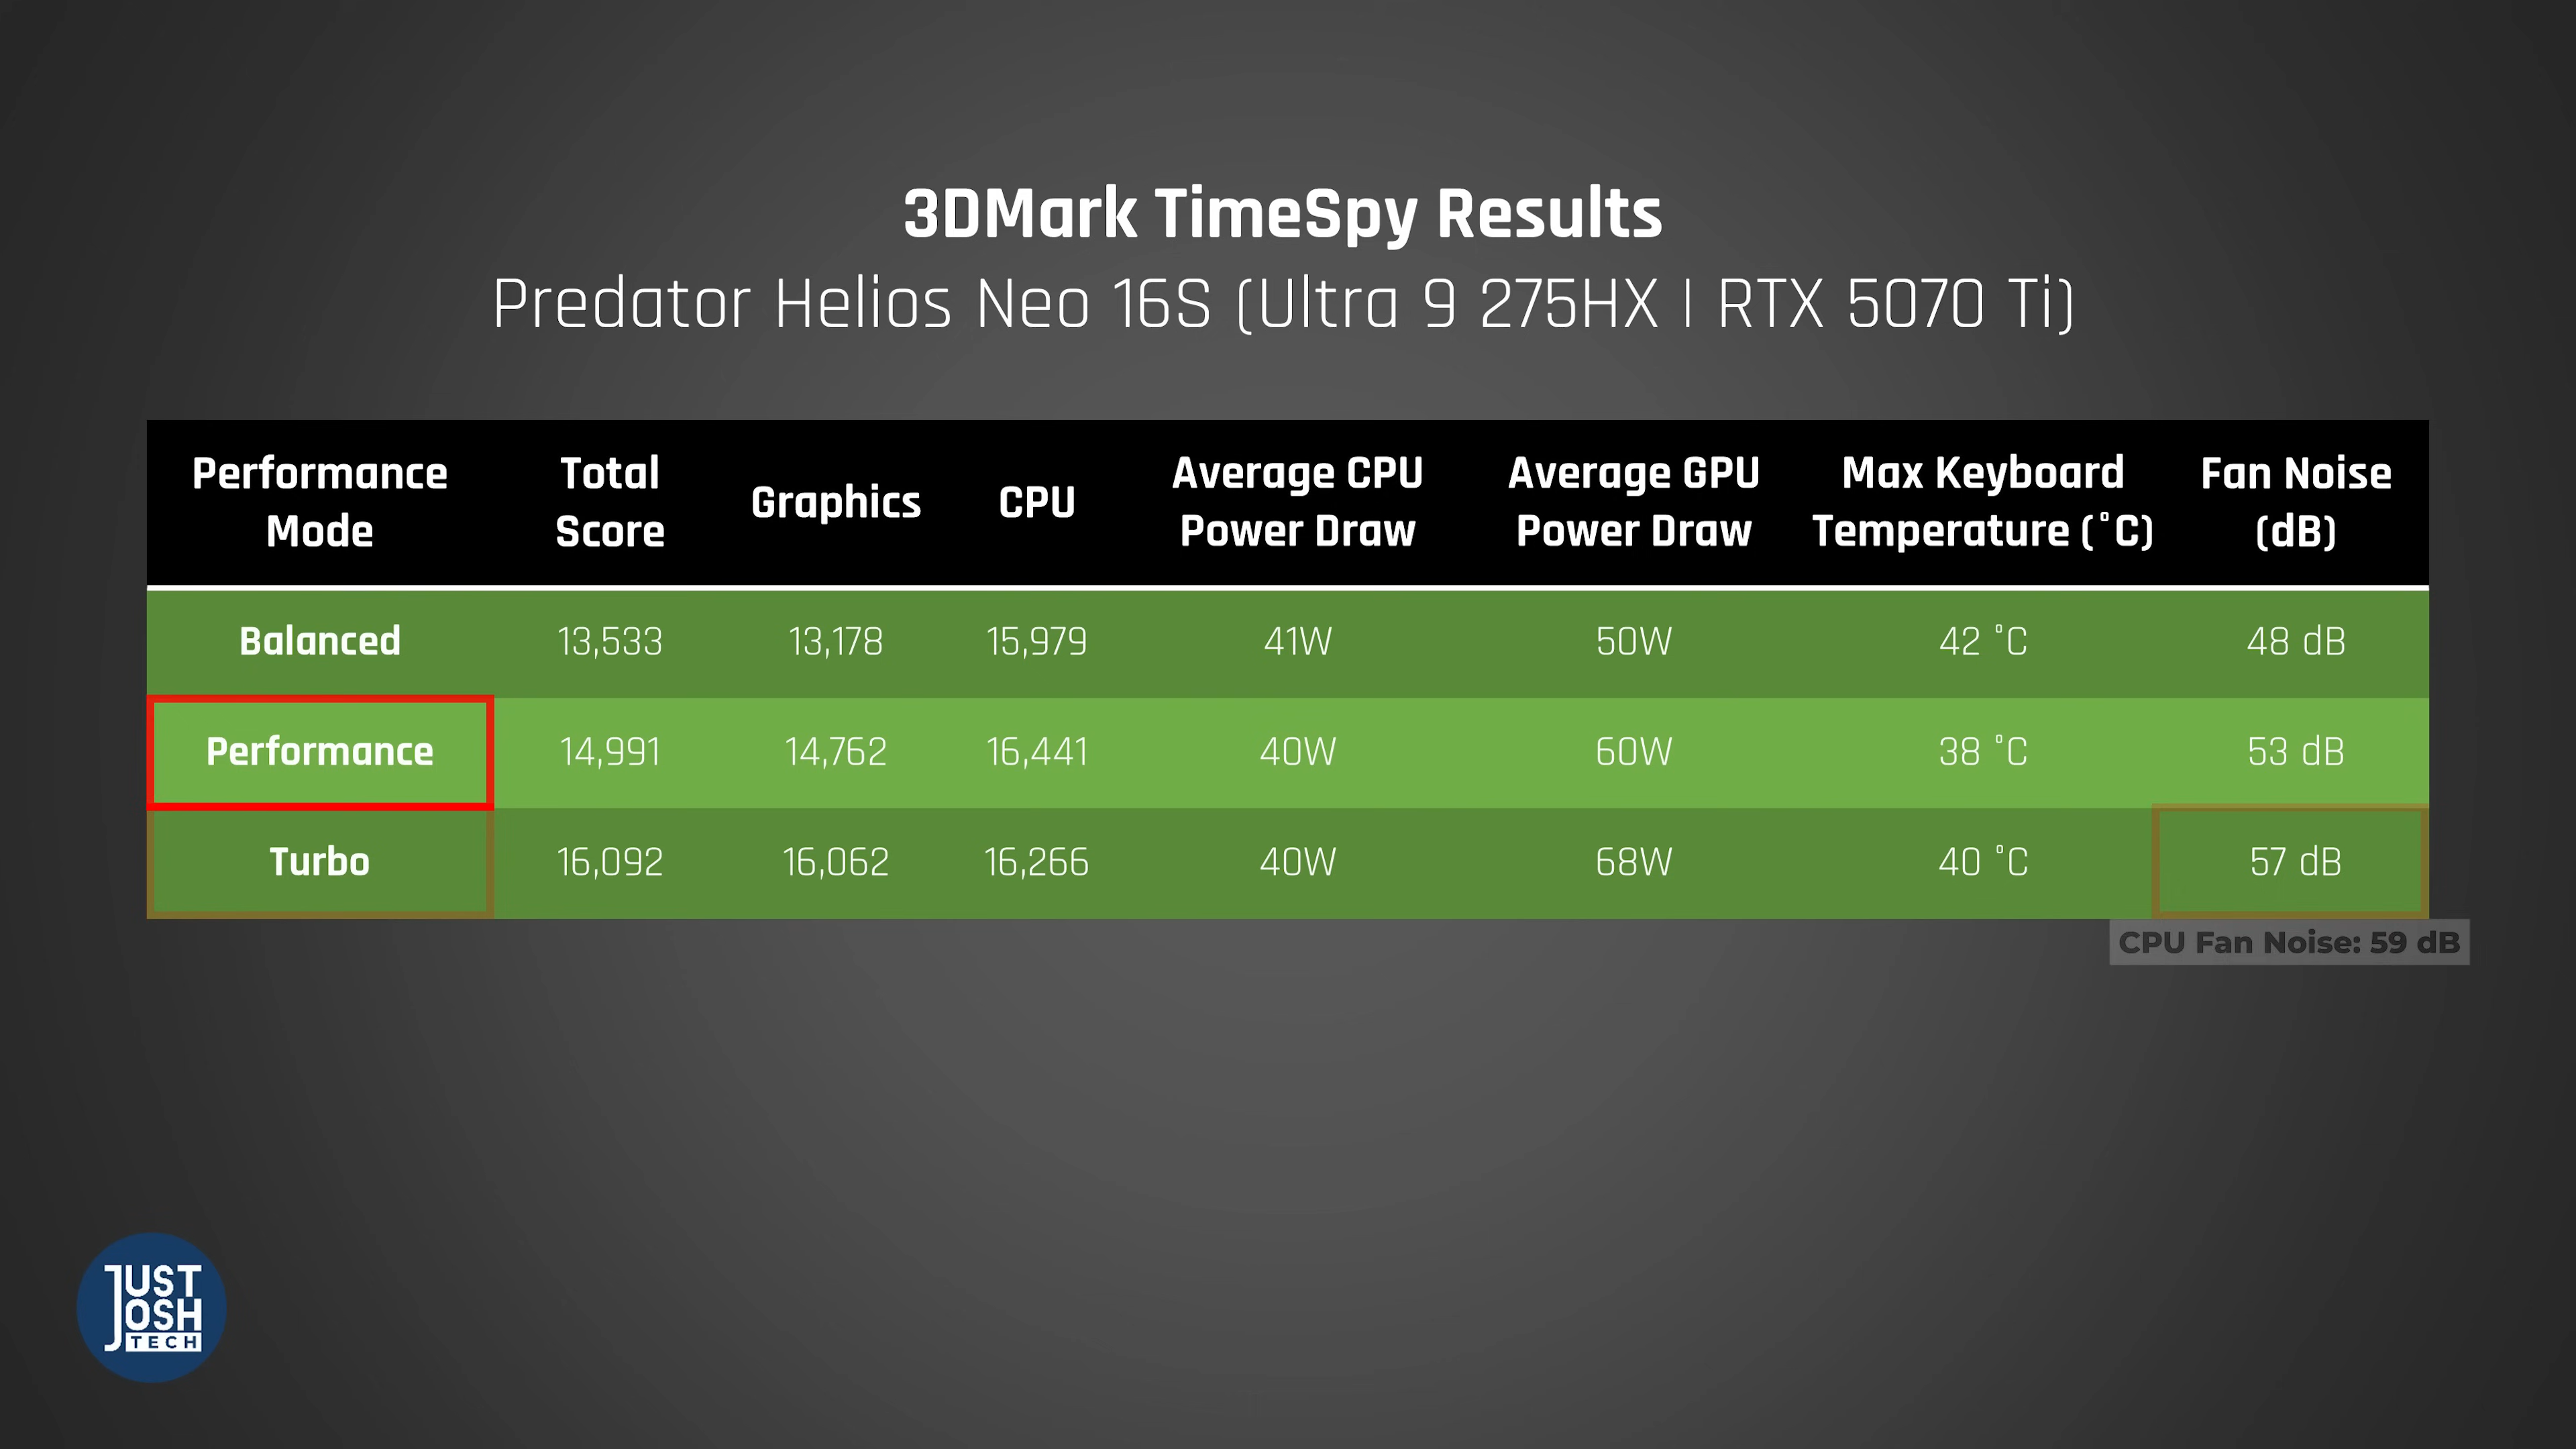 3DMark TimeSpy Results
Predator Helios Neo 16S (Ultra 9 275HX | RTX 5070 Ti)
Performance Mode Total Score Graphics CPU Average CPU Power Draw Average GPU Power Draw Max Keyboard Temperature (°C) Fan Noise (dB)
Balanced 13,533 13,178 15,979 41W 50W 42 °C 48 dB
Performance 14,991 14,762 16,441 40W 60W 38 °C 53 dB
Turbo 16,092 16,062 16,266 40W 68W 40 °C 57 dB
CPU Fan Noise: 59 dB
JUST
JOSH
TECH